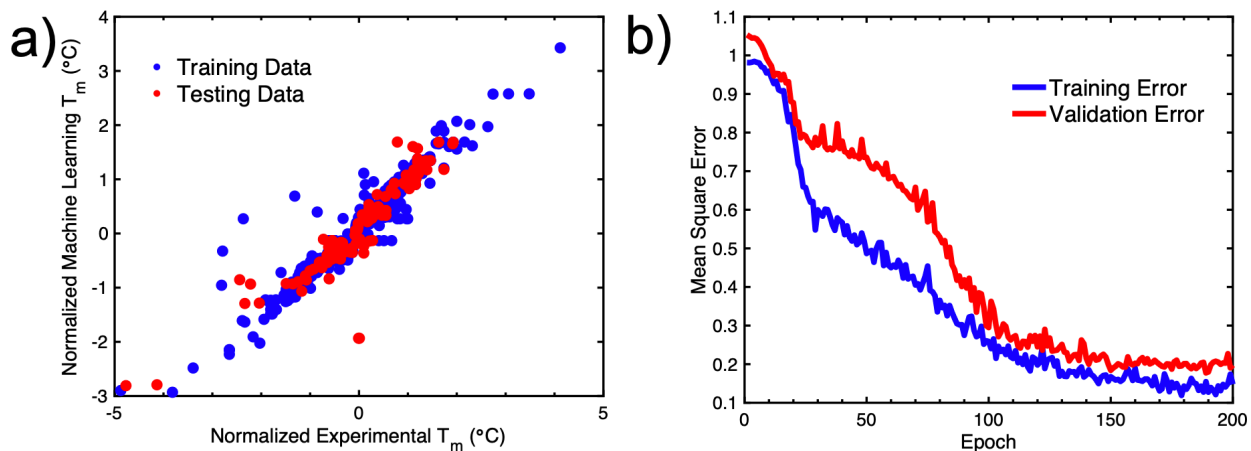 a)
Normalized Machine Learning Tm (°C)
4
3
2
1
0
-1
-2
-3
Training Data
Testing Data
-5
0
5
Normalized Experimental Tm (°C)
b)
Mean Square Error
1.1
1
0.9
0.8
0.7
0.6
0.5
0.4
0.3
0.2
0.1
Training Error
Validation Error
0
50
100
150
200
Epoch